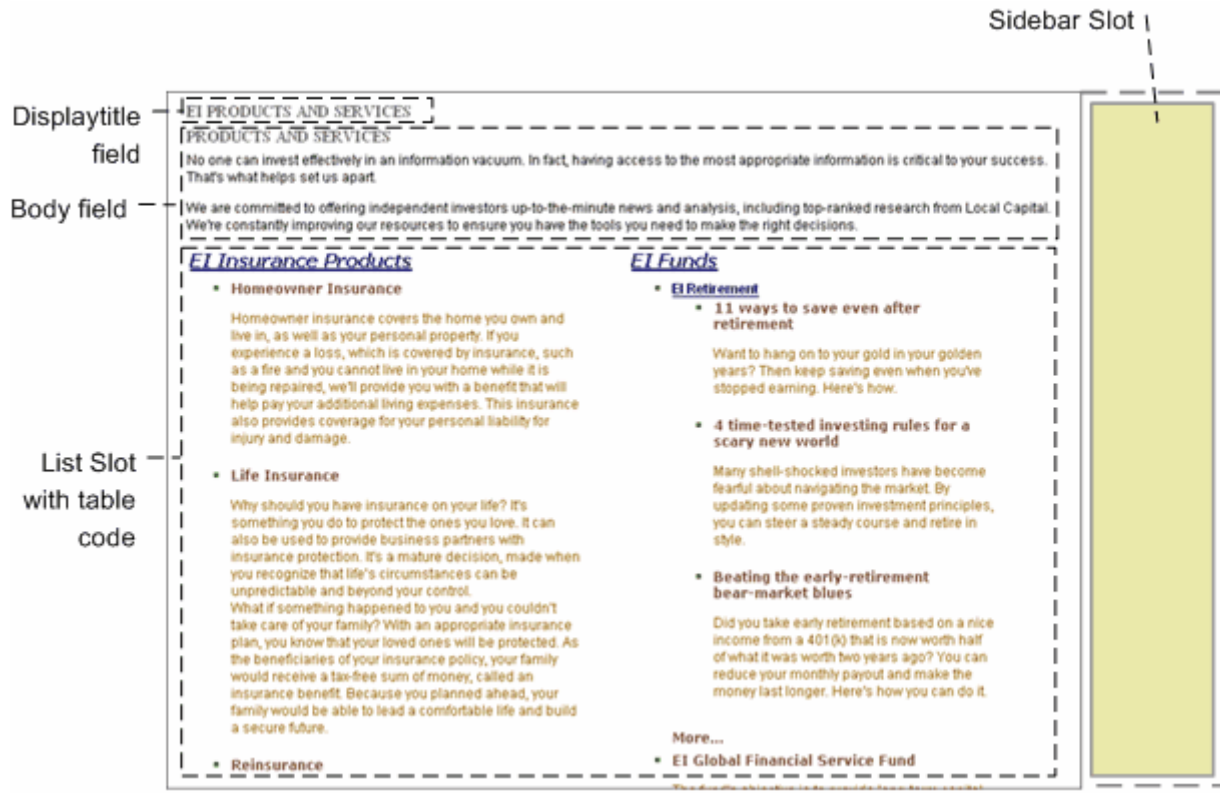 Sidebar Slot
Displaytitle
field
EI PRODUCTS AND SERVICES
PRODUCTS AND SERVICES
No one can invest effectively in an information vacuum. In fact, having access to the most appropriate information is critical to your success.
That's what helps set us apart.
Body field
We are committed to offering independent investors up-to-the-minute news and analysis, including top-ranked research from Local Capital.
We're constantly improving our resources to ensure you have the tools you need to make the right decisions.
List Slot
with table
code
EI Insurance Products
Homeowner Insurance
Homeowner insurance covers the home you own and
live in, as well as your personal property. If you
experience a loss, which is covered by insurance, such
as a fire and you cannot live in your home while it is
being repaired, we'll provide you with a benefit that will
help pay your additional living expenses. This insurance
also provides coverage for your personal liability for
injury and damage.
Life Insurance
Why should you have insurance on your life? It's
something you do to protect the ones you love. It can
also be used to provide business partners with
insurance protection. It's a mature decision, made when
you recognize that life's circumstances can be
unpredictable and beyond your control.
What if something happened to you and you couldn't
take care of your family? With an appropriate insurance
plan, you know that your loved ones will be protected. As
the beneficiaries of your insurance policy, your family
would receive a tax-free sum of money, called an
insurance benefit. Because you planned ahead, your
family would be able to lead a comfortable life and build
a secure future.
Reinsurance
EI Funds
EI Retirement
11 ways to save even after
retirement
Want to hang on to your gold in your golden
years? Then keep saving even when you've
stopped earning. Here's how.
4 time-tested investing rules for a
scary new world
Many shell-shocked investors have become
fearful about navigating the market. By
updating some proven investment principles,
you can steer a steady course and retire in
style.
Beating the early-retirement
bear-market blues
Did you take early retirement based on a nice
income from a 401(k) that is now worth half
of what it was worth two years ago? You can
reduce your monthly payout and make the
money last longer. Here's how you can do it.
More...
EI Global Financial Service Fund